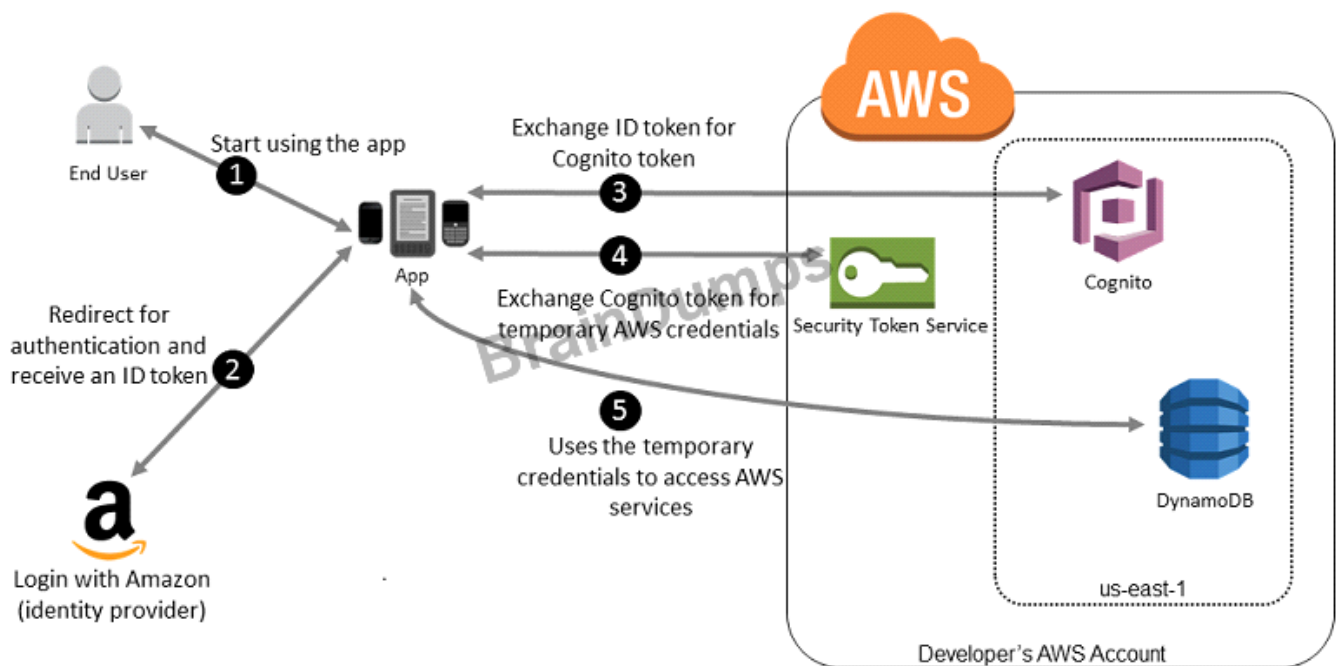 AWS
End User
1
Start using the app
Exchange ID token for
Cognito token
3
Cognito
App
4
Exchange Cognito token for
temporary AWS credentials
Security Token Service
BrainDumps
Redirect for
authentication and
receive an ID token
2
5
Uses the temporary
credentials to access AWS
services
DynamoDB
a
Login with Amazon
(identity provider)
us-east-1
Developer's AWS Account